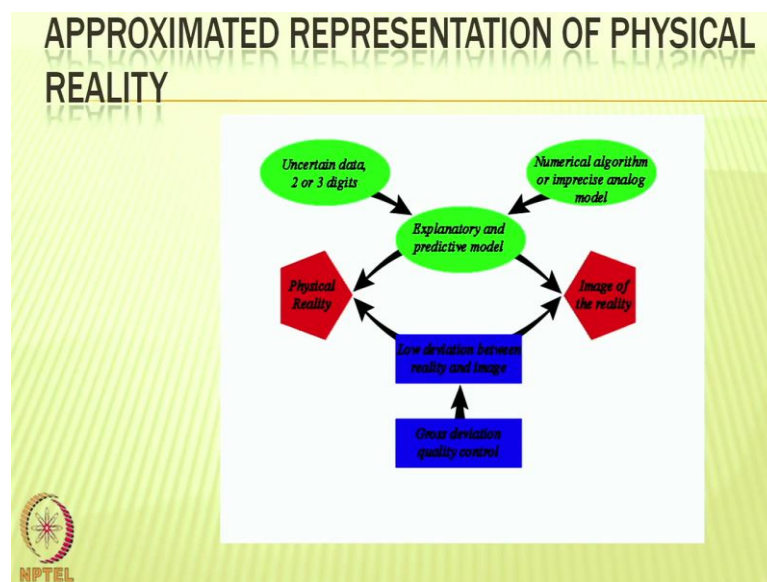 APPROXIMATED REPRESENTATION OF PHYSICAL
REALITY
Uncertain data,
2 or 3 digits
Numerical algorithm
or imprecise analog
model
Explanatory and
predictive model
Physical
Reality
Image of
the reality
Low deviation between
reality and image
Gross deviation
quality control
NPTEL